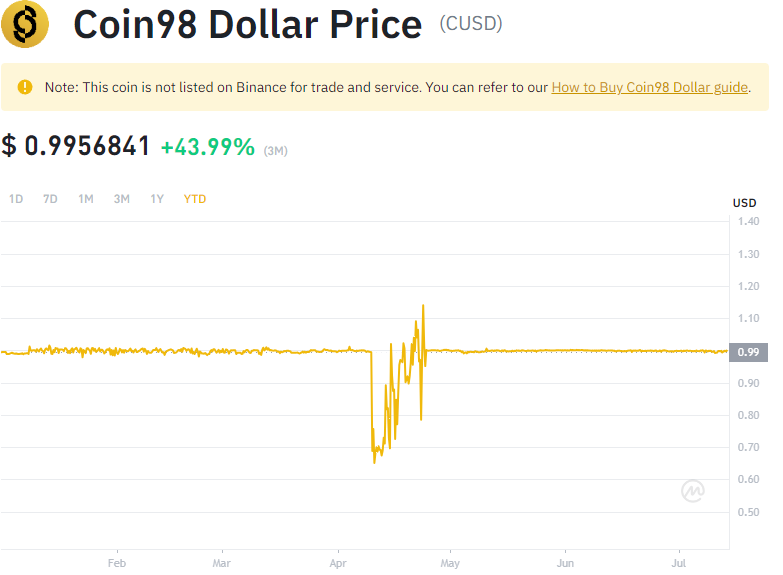 Coin98 Dollar Price (CUSD)
Note: This coin is not listed on Binance for trade and service. You can refer to our How to Buy Coin98 Dollar guide.
$ 0.9956841 +43.99% (3M)
1D 7D 1M 3M 1Y YTD
USD
1.40
1.30
1.20
1.10
0.99
0.90
0.80
0.70
0.60
0.50
Feb Mar Apr May Jun Jul